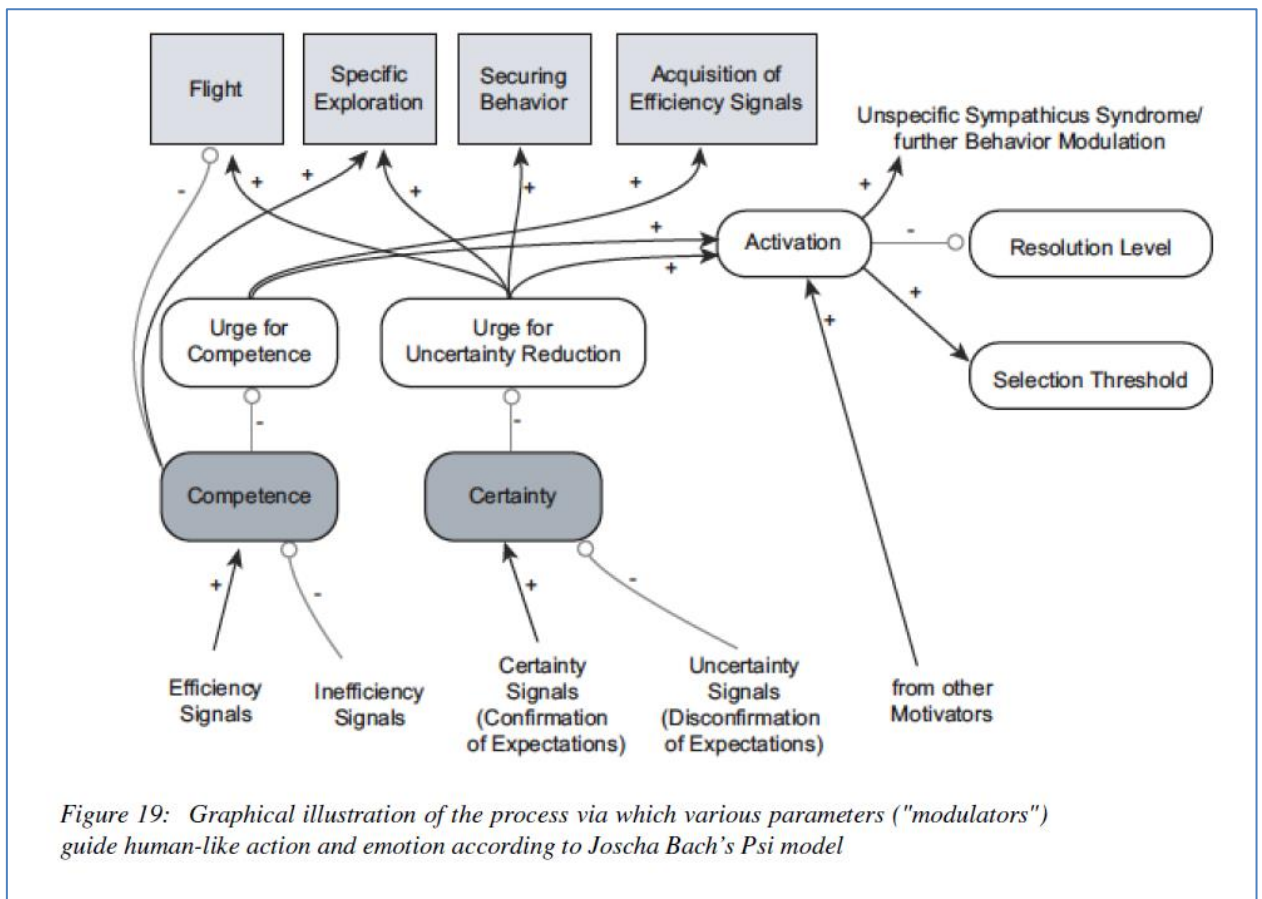 Flight
Specific
Exploration
Securing
Behavior
Acquisition of
Efficiency Signals
Unspecific Sympathicus Syndrome/
further Behavior Modulation
-
+
+
+
+
+
+
+
+
-
+
+
Activation
Resolution Level
Selection Threshold
Urge for
Competence
Urge for
Uncertainty Reduction
-
-
Competence
Certainty
+
-
+
-
Efficiency
Signals
Inefficiency
Signals
Certainty
Signals
(Confirmation
of Expectations)
Uncertainty
Signals
(Disconfirmation
of Expectations)
from other
Motivators
Figure 19: Graphical illustration of the process via which various parameters ("modulators")
guide human-like action and emotion according to Joscha Bach's Psi model